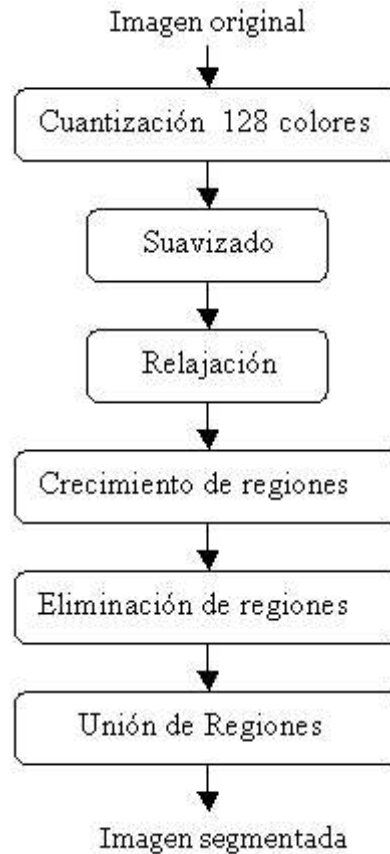 Imagen original
Cuantización 128 colores
Suavizado
Relajación
Crecimiento de regiones
Eliminación de regiones
Unión de Regiones
Imagen segmentada